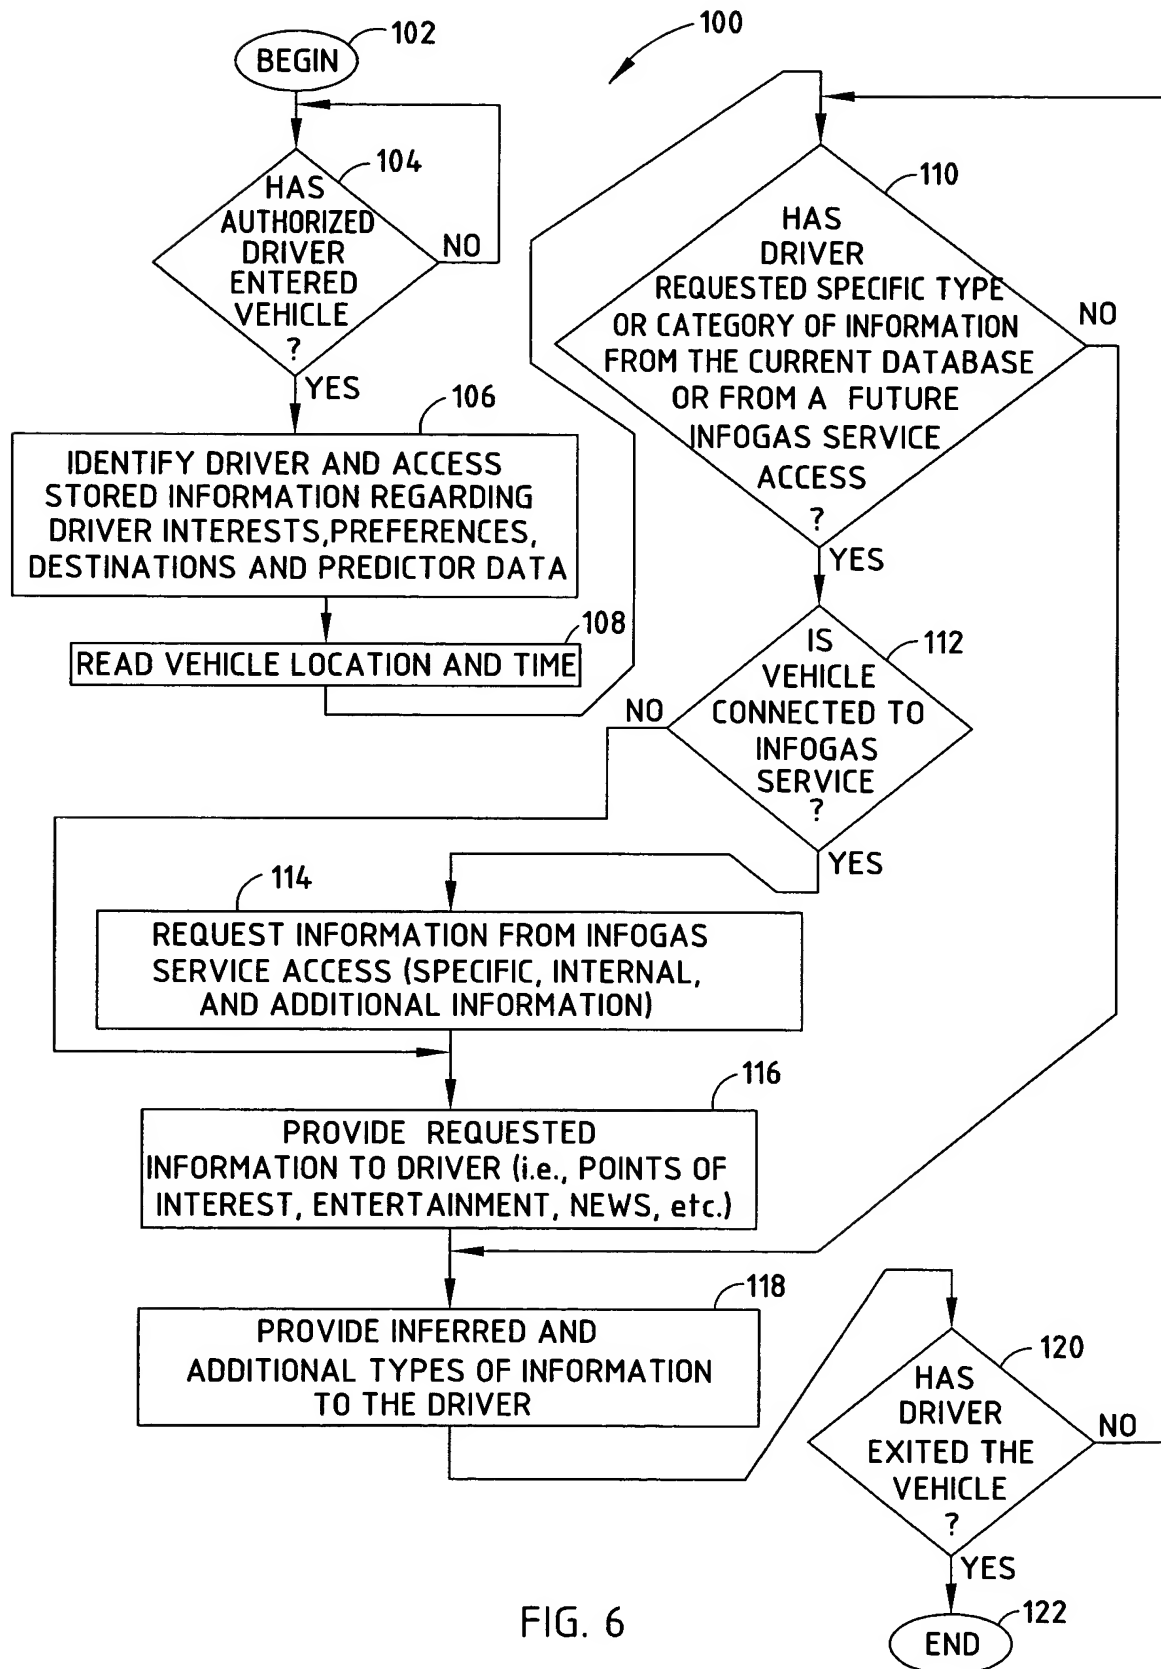 100
BEGIN
102
HAS
AUTHORIZED
DRIVER
ENTERED
VEHICLE
?
104
NO
YES
106
IDENTIFY DRIVER AND ACCESS
STORED INFORMATION REGARDING
DRIVER INTERESTS,PREFERENCES,
DESTINATIONS AND PREDICTOR DATA
108
READ VEHICLE LOCATION AND TIME
110
HAS
DRIVER
REQUESTED SPECIFIC TYPE
OR CATEGORY OF INFORMATION
FROM THE CURRENT DATABASE
OR FROM A FUTURE
INFOGAS SERVICE
ACCESS
?
NO
YES
112
IS
VEHICLE
CONNECTED TO
INFOGAS
SERVICE
?
NO
YES
114
REQUEST INFORMATION FROM INFOGAS
SERVICE ACCESS (SPECIFIC, INTERNAL,
AND ADDITIONAL INFORMATION)
116
PROVIDE REQUESTED
INFORMATION TO DRIVER (i.e., POINTS OF
INTEREST, ENTERTAINMENT, NEWS, etc.)
118
PROVIDE INFERRED AND
ADDITIONAL TYPES OF INFORMATION
TO THE DRIVER
120
HAS
DRIVER
EXITED THE
VEHICLE
?
NO
YES
122
END
FIG. 6